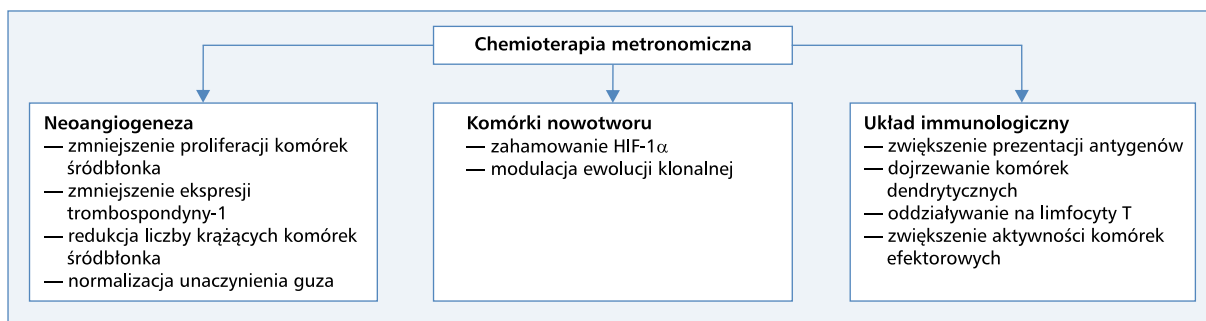 Chemioterapia metronomiczna
Neoangiogeneza
— zmniejszenie proliferacji komórek
śródbłonka
— zmniejszenie ekspresji
trombospondyny-1
— redukcja liczby krążących komórek
śródbłonka
— normalizacja unaczynienia guza
Komórki nowotworu
— zahamowanie HIF-1α
— modulacja ewolucji klonalnej
Układ immunologiczny
— zwiększenie prezentacji antygenów
— dojrzewanie komórek
dendrytycznych
— oddziaływanie na limfocyty T
— zwiększenie aktywności komórek
efektorowych